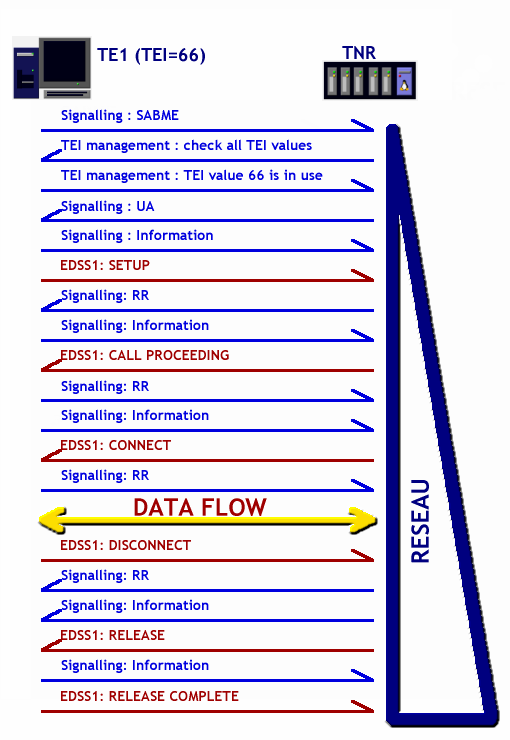 TE1 (TEI=66)
TNR
Signalling : SABME
TEI management : check all TEI values
TEI management : TEI value 66 is in use
Signalling : UA
Signalling : Information
EDSS1: SETUP
Signalling: RR
Signalling: Information
EDSS1: CALL PROCEEDING
Signalling: RR
Signalling: Information
EDSS1: CONNECT
Signalling: RR
DATA FLOW
RESEAU
EDSS1: DISCONNECT
Signalling: RR
Signalling: Information
EDSS1: RELEASE
Signalling: Information
EDSS1: RELEASE COMPLETE